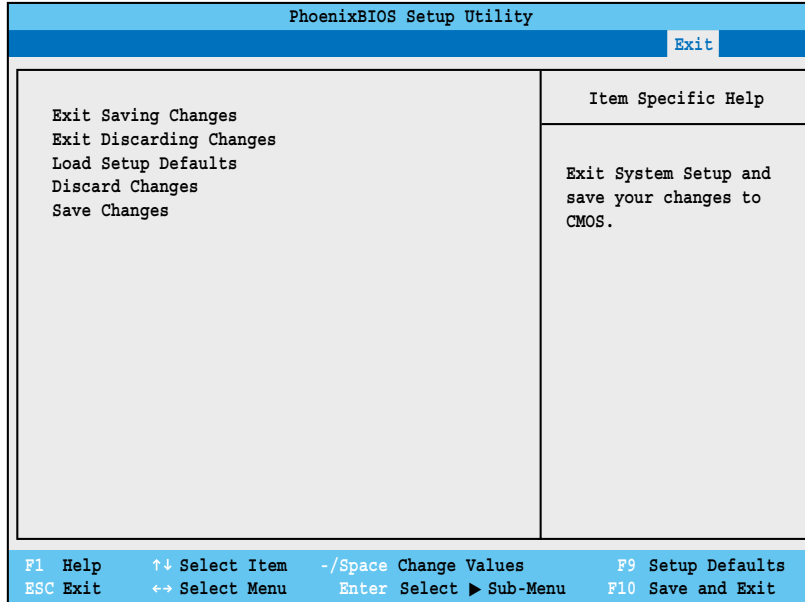 PhoenixBIOS Setup Utility
Exit
Exit Saving Changes
Exit Discarding Changes
Load Setup Defaults
Discard Changes
Save Changes
Item Specific Help
Exit System Setup and
save your changes to
CMOS.
F1 Help ↑↓ Select Item -/Space Change Values F9 Setup Defaults
ESC Exit ←→ Select Menu Enter Select ▶ Sub-Menu F10 Save and Exit